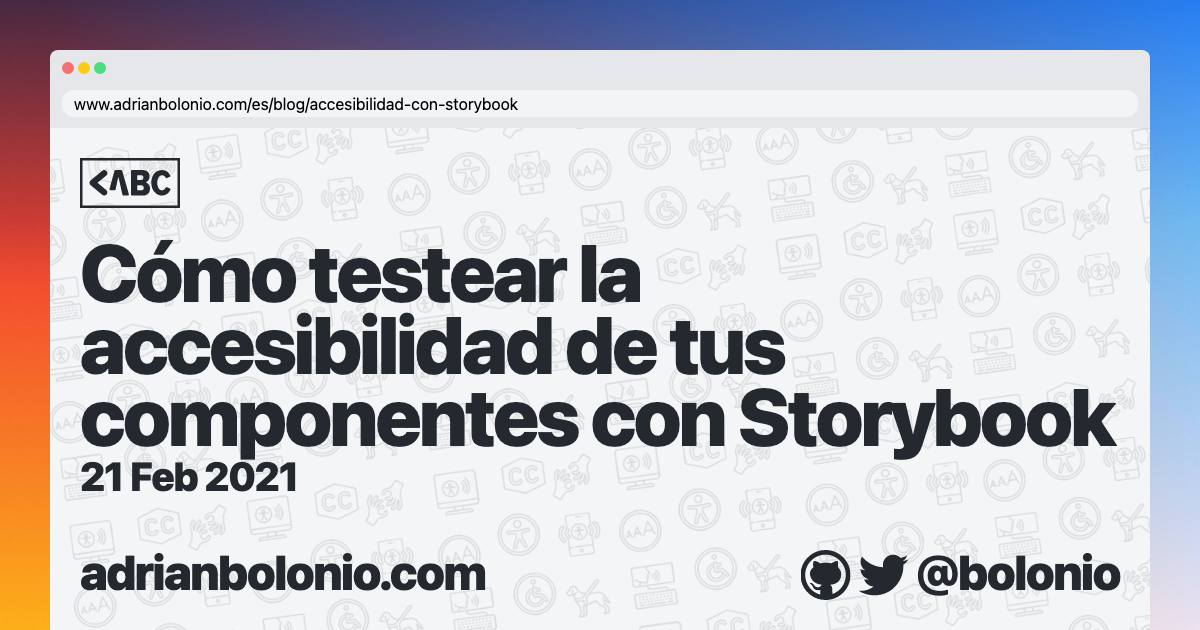 www.adrianbolonio.com/es/blog/accesibilidad-con-storybook
<ABC
Cómo testear la
accesibilidad de tus
componentes con Storybook
21 Feb 2021
adrianbolonio.com
@bolonio